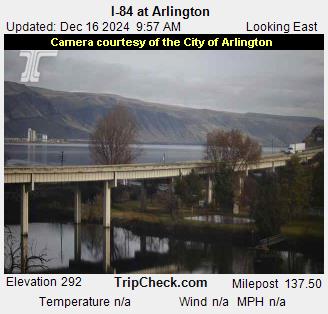 I-84 at Arlington
Updated: Dec 16 2024 9:57 AM Looking East
Camera courtesy of the City of Arlington
Elevation 292 TripCheck.com Milepost 137.50
Temperature n/a Wind n/a MPH n/a